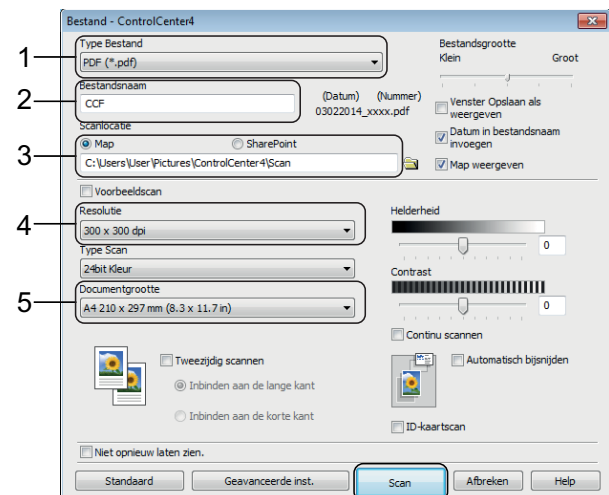 Bestand - ControlCenter4
1
Type Bestand
PDF (*.pdf)
Bestandsgrootte
Klein Groot
2
Bestandsnaam
CCF
(Datum) (Nummer)
03022014_xxxx.pdf
Venster Opslaan als
weergeven
Datum in bestandsnaam
invoegen
Map weergeven
3
Scanlocatie
Map SharePoint
C:\Users\User\Pictures\ControlCenter4\Scan
Voorbeeldscan
4
Resolutie
300 x 300 dpi
Type Scan
24bit Kleur
5
Documentgrootte
A4 210 x 297 mm (8.3 x 11.7 in)
Helderheid
0
Contrast
0
Continu scannen
Tweezijdig scannen
Inbinden aan de lange kant
Inbinden aan de korte kant
Automatisch bijsnijden
ID-kaartscan
Niet opnieuw laten zien.
Standaard Geavanceerde inst. Scan Afbreken Help